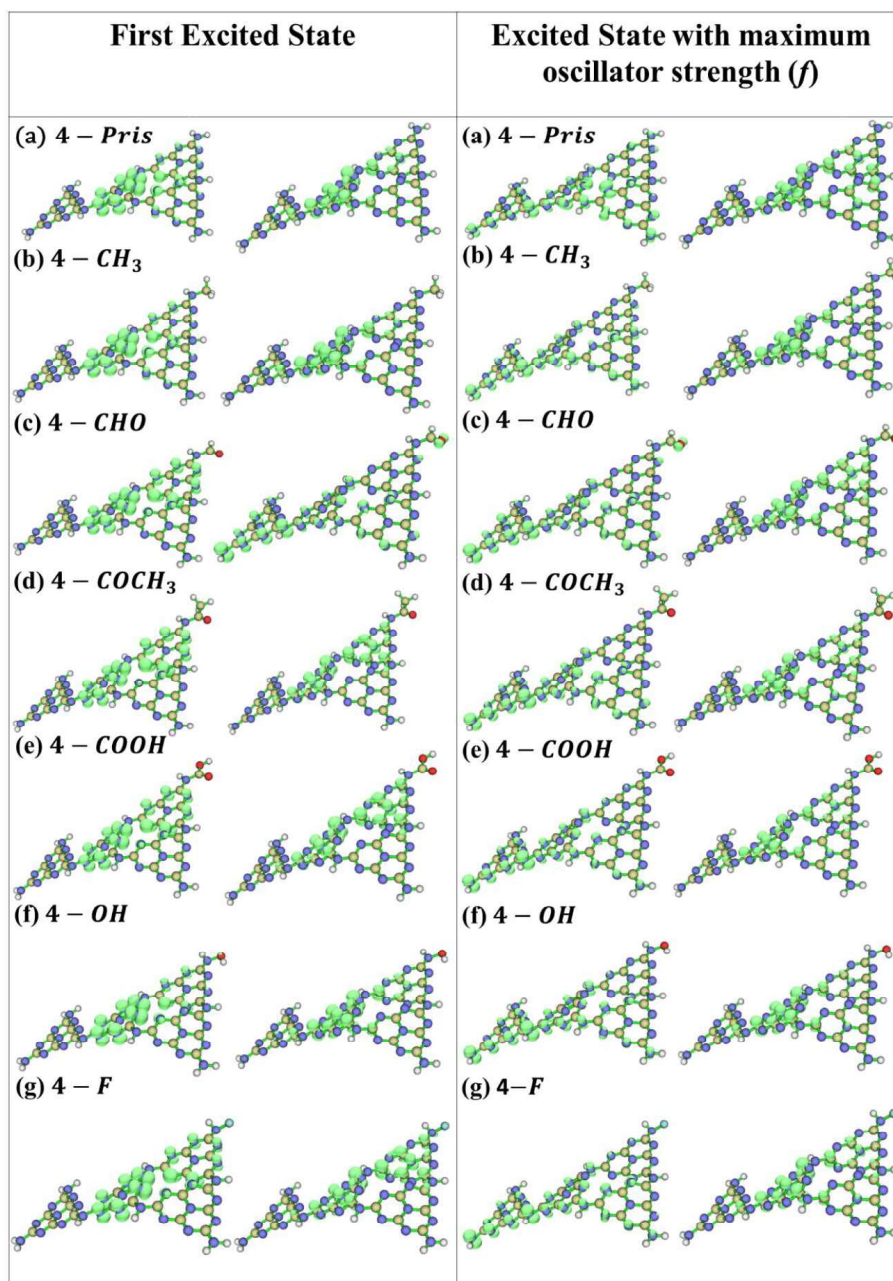 First Excited State
Excited State with maximum
oscillator strength (f)
(a) 4 − Pris
(b) 4 − CH₃
(c) 4 − CHO
(d) 4 − COCH₃
(e) 4 − COOH
(f) 4 − OH
(g) 4 − F
(a) 4 − Pris
(b) 4 − CH₃
(c) 4 − CHO
(d) 4 − COCH₃
(e) 4 − COOH
(f) 4 − OH
(g) 4−F